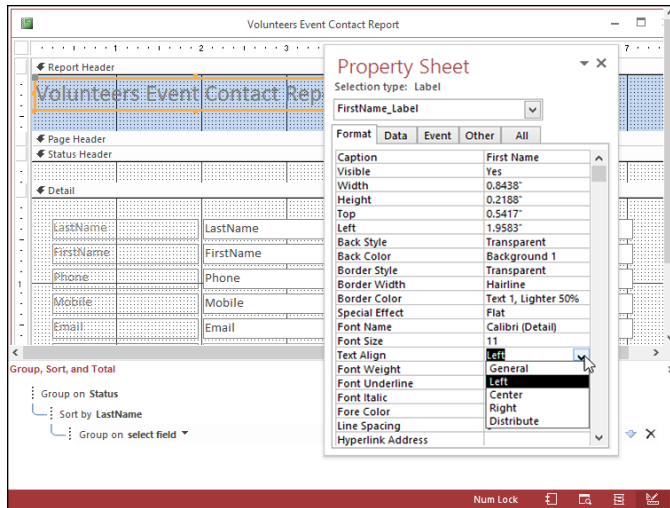 Volunteers Event Contact Report
1 2 3 7
Report Header
Volunteers Event Contact Rep
Page Header
Status Header
Detail
LastName LastName
FirstName FirstName
Phone Phone
1
Mobile Mobile
Email Email
Property Sheet
Selection type: Label
FirstName_Label
Format Data Event Other All
Caption First Name
Visible Yes
Width 0.8438"
Height 0.2188"
Top 0.5417"
Left 1.9583"
Back Style Transparent
Back Color Background 1
Border Style Transparent
Border Width Hairline
Border Color Text 1, Lighter 50%
Special Effect Flat
Font Name Calibri (Detail)
Font Size 11
Text Align Left
Font Weight General
Font Underline Left
Font Italic Center
Fore Color Right
Line Spacing Distribute
Hyperlink Address
Group, Sort, and Total
Group on Status
Sort by LastName
Group on select field
Num Lock